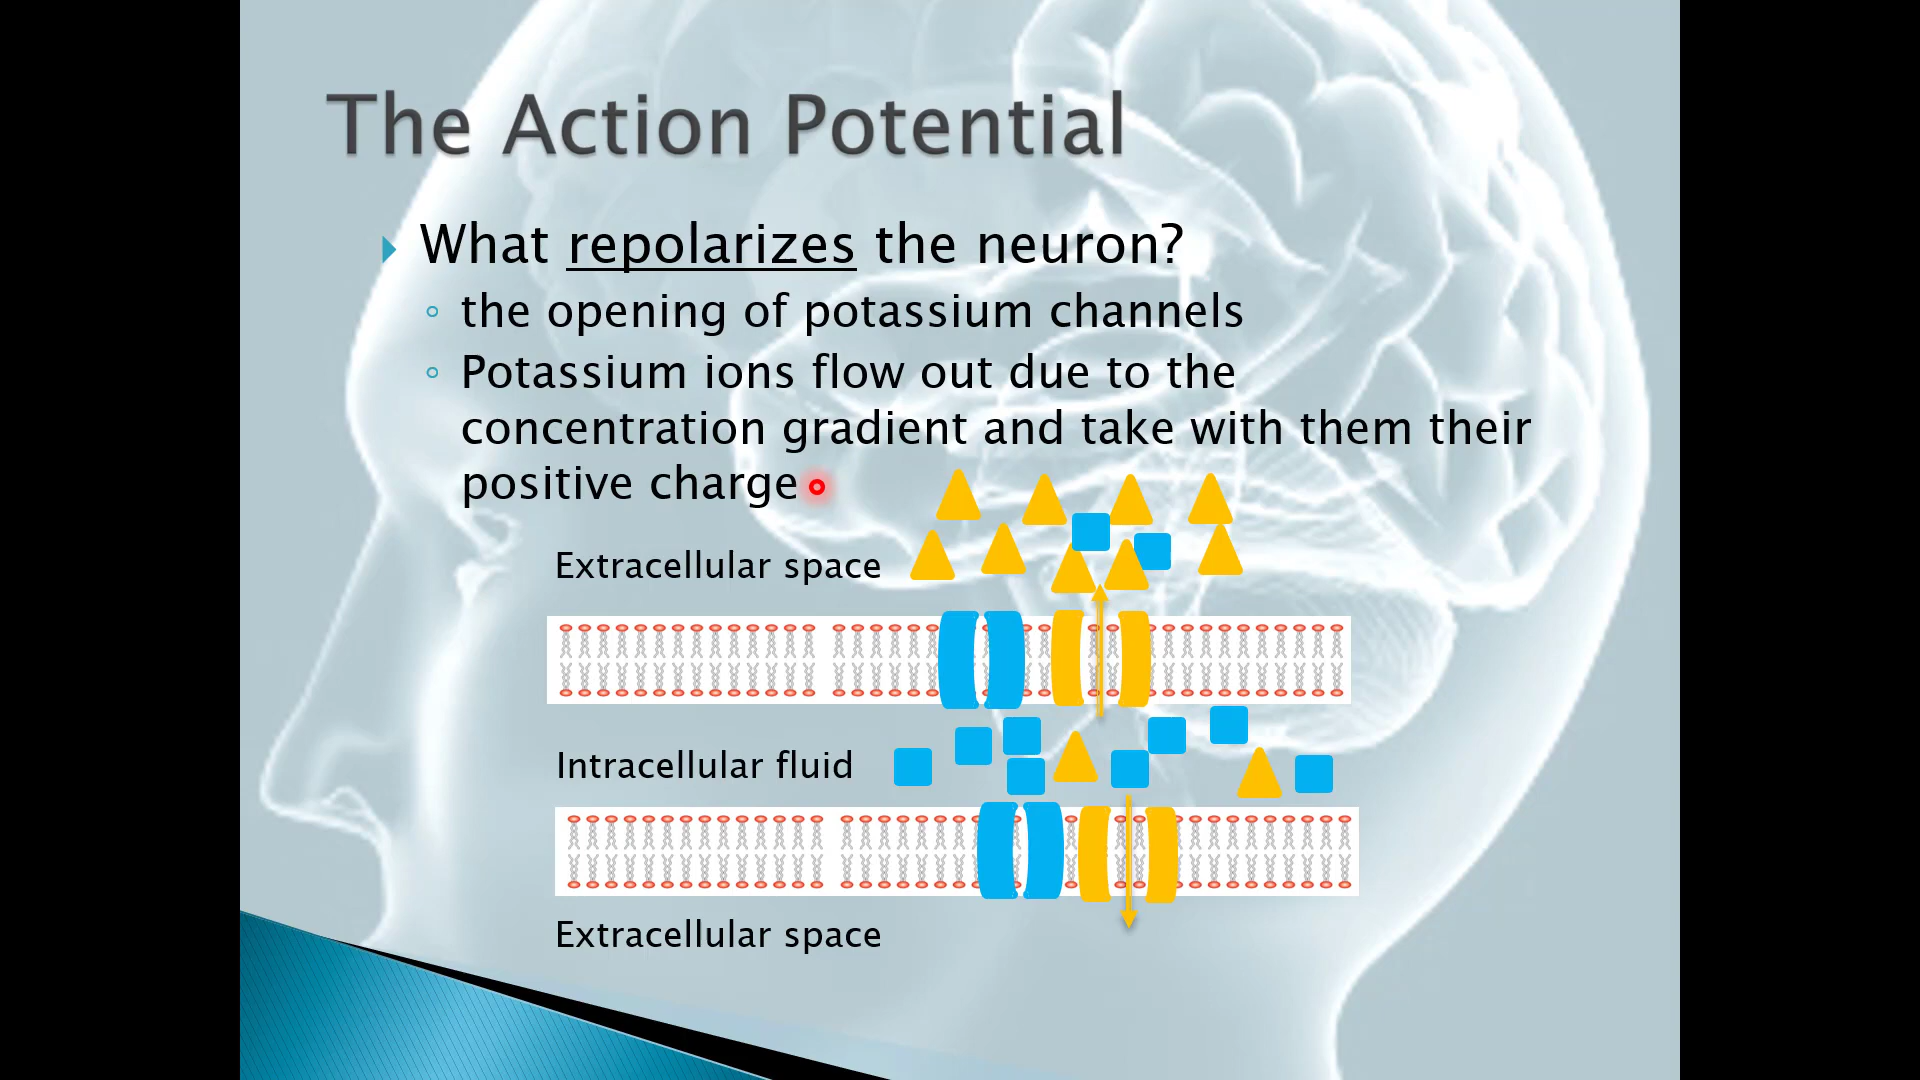 The Action Potential
What repolarizes the neuron?
the opening of potassium channels
Potassium ions flow out due to the
concentration gradient and take with them their
positive charge
Extracellular space
Intracellular fluid
Extracellular space